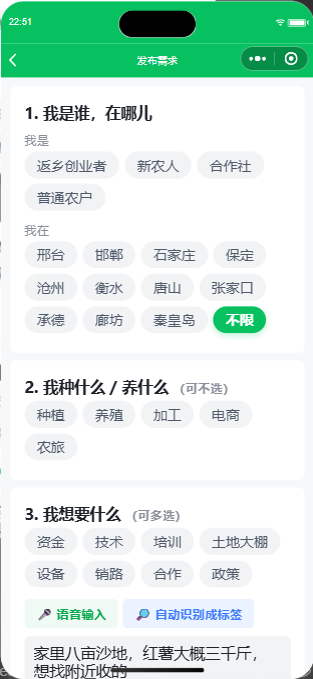 22:51
发布需求
1. 我是谁，在哪儿
我是
返乡创业者 新农人 合作社
普通农户
我在
邢台 邯郸 石家庄 保定
沧州 衡水 唐山 张家口
承德 廊坊 秦皇岛 不限
2. 我种什么 / 养什么 (可不选)
种植 养殖 加工 电商
农旅
3. 我想要什么 (可多选)
资金 技术 培训 土地大棚
设备 销路 合作 政策
语音输入 自动识别成标签
家里八亩沙地，红薯大概三千斤，
想找附近收的